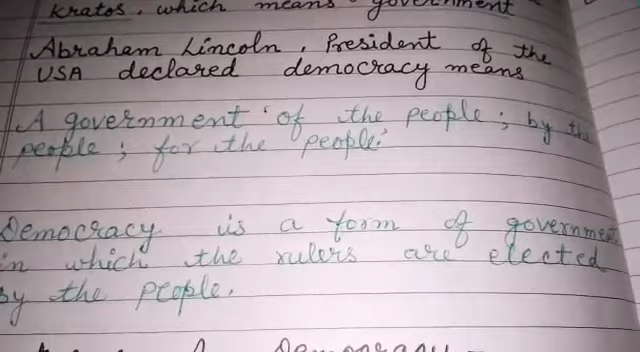 Kratos, which means government
Abraham Lincoln, President of the
USA declared democracy means
A government 'of the people; by the
people; for the people.'
Democracy is a form of government
in which the rulers are elected
by the people.